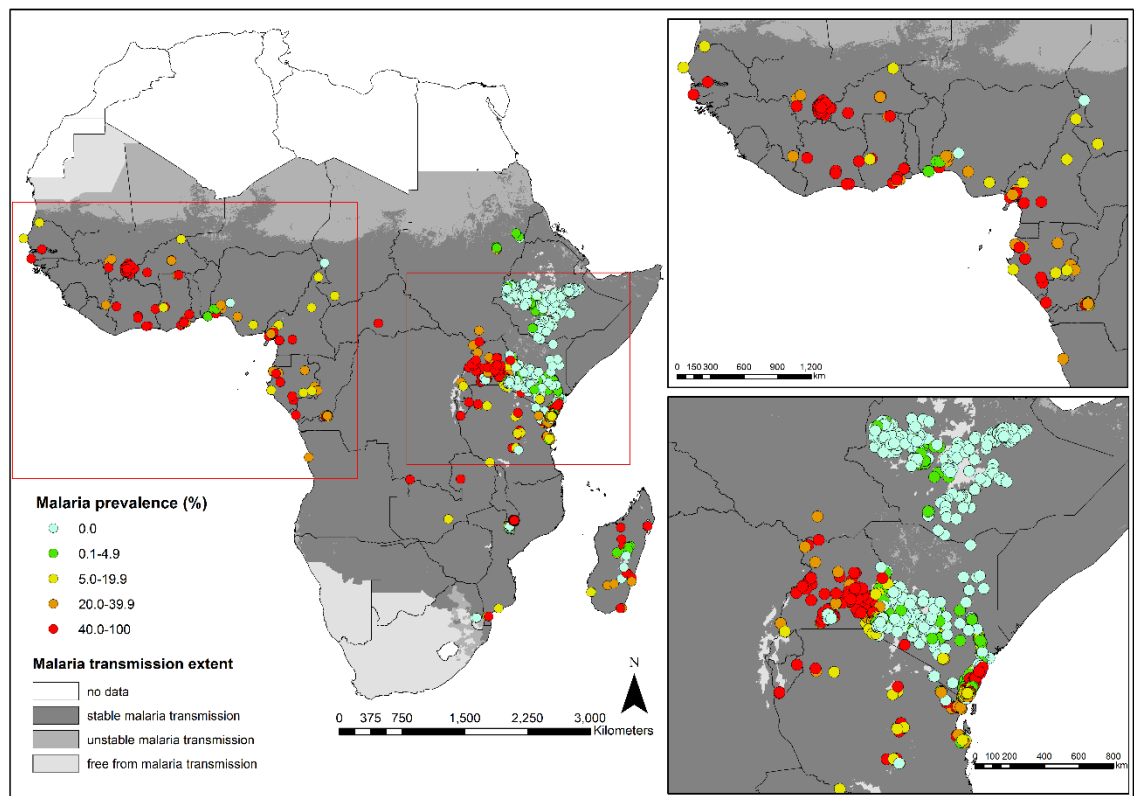 0 150 300 600 900 1,200
km
Malaria prevalence (%)
0.0
0.1-4.9
5.0-19.9
20.0-39.9
40.0-100
Malaria transmission extent
no data
stable malaria transmission
unstable malaria transmission
free from malaria transmission
N
0 375 750 1,500 2,250 3,000
Kilometers
0 100 200 400 600 800
km